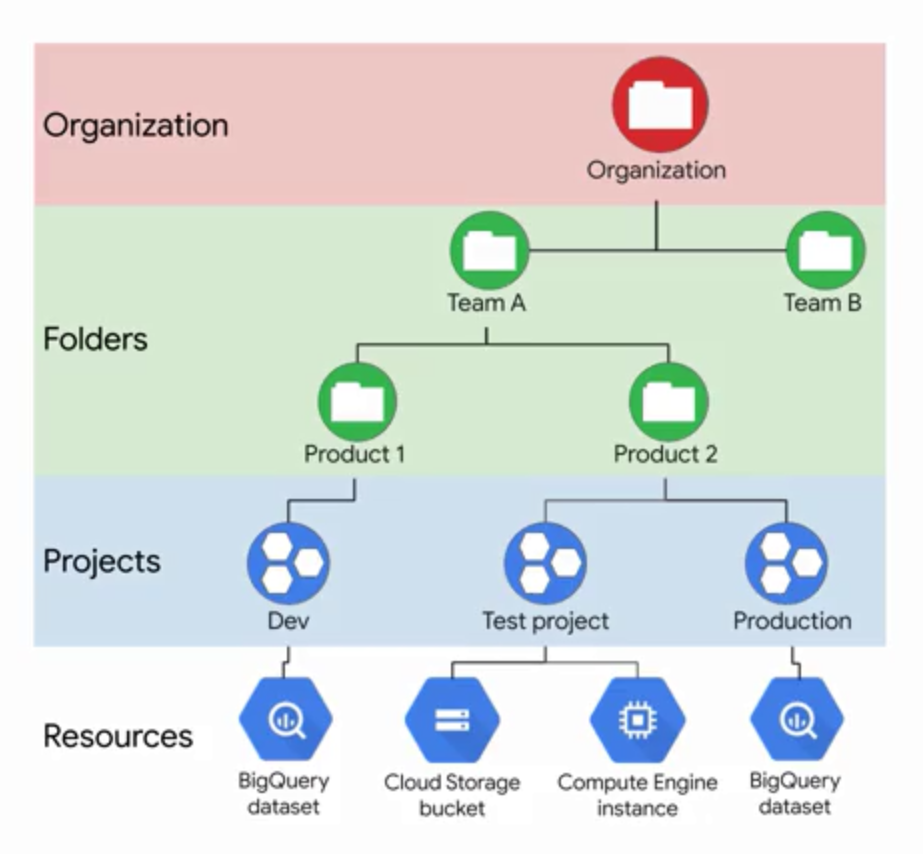 Organization
Organization
Team A
Team B
Folders
Product 1
Product 2
Projects
Dev
Test project
Production
Resources
BigQuery
dataset
Cloud Storage
bucket
Compute Engine
instance
BigQuery
dataset